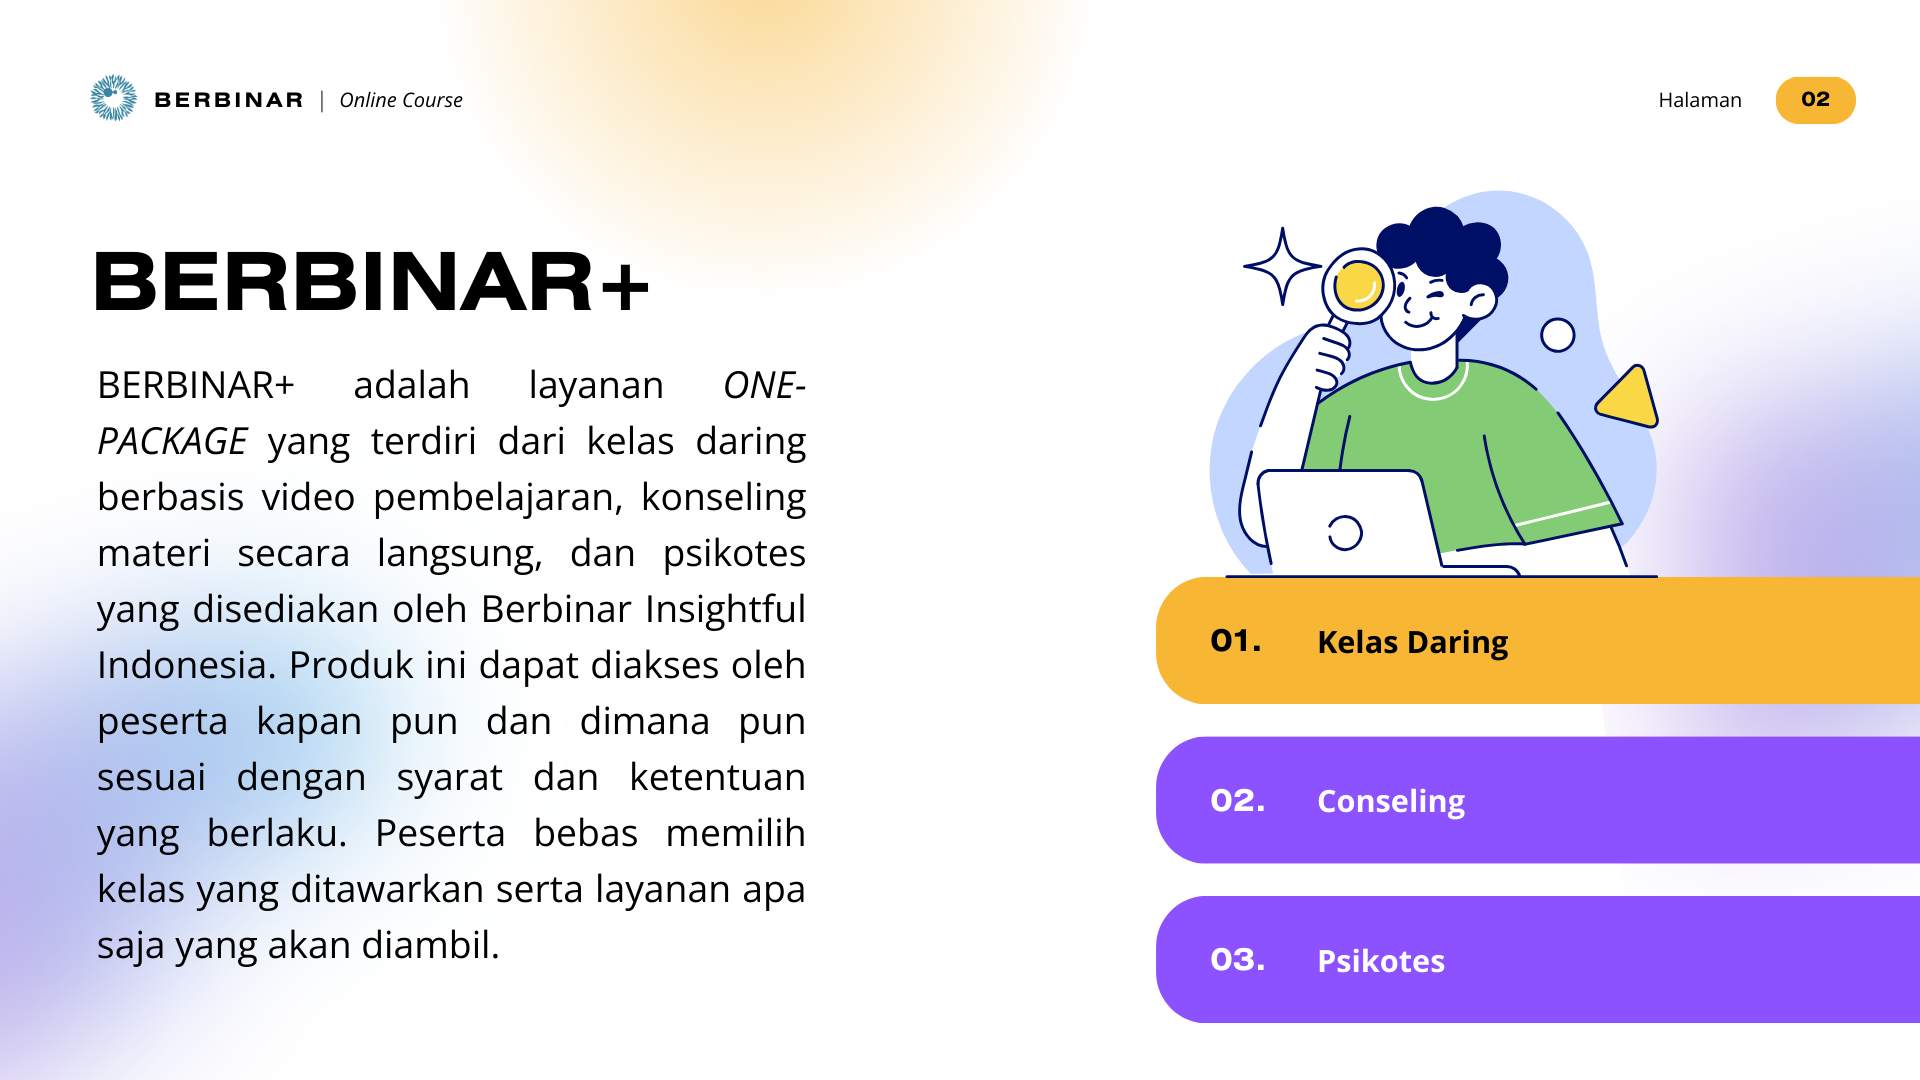 BERBINAR | Online Course
Halaman 02
BERBINAR+
BERBINAR+ adalah layanan ONE-
PACKAGE yang terdiri dari kelas daring
berbasis video pembelajaran, konseling
materi secara langsung, dan psikotes
yang disediakan oleh Berbinar Insightful
Indonesia. Produk ini dapat diakses oleh
peserta kapan pun dan dimana pun
sesuai dengan syarat dan ketentuan
yang berlaku. Peserta bebas memilih
kelas yang ditawarkan serta layanan apa
saja yang akan diambil.
01. Kelas Daring
02. Conseling
03. Psikotes